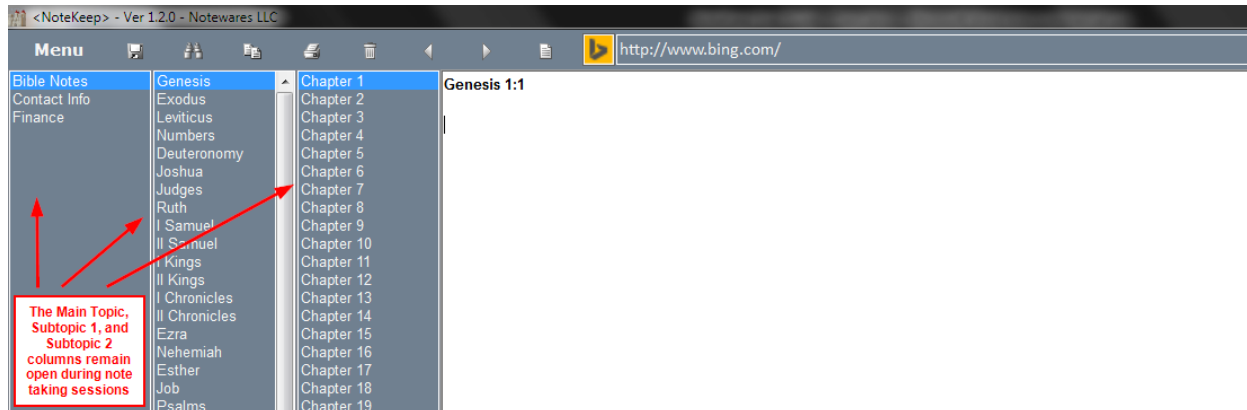 <NoteKeep> - Ver 1.2.0 - Notewares LLC
Menu
http://www.bing.com/
Bible Notes
Contact Info
Finance
Genesis
Exodus
Leviticus
Numbers
Deuteronomy
Joshua
Judges
Ruth
I Samuel
II Samuel
I Kings
II Kings
I Chronicles
II Chronicles
Ezra
Nehemiah
Esther
Job
Psalms
Chapter 1
Chapter 2
Chapter 3
Chapter 4
Chapter 5
Chapter 6
Chapter 7
Chapter 8
Chapter 9
Chapter 10
Chapter 11
Chapter 12
Chapter 13
Chapter 14
Chapter 15
Chapter 16
Chapter 17
Chapter 18
Chapter 19
Genesis 1:1
The Main Topic,
Subtopic 1, and
Subtopic 2
columns remain
open during note
taking sessions